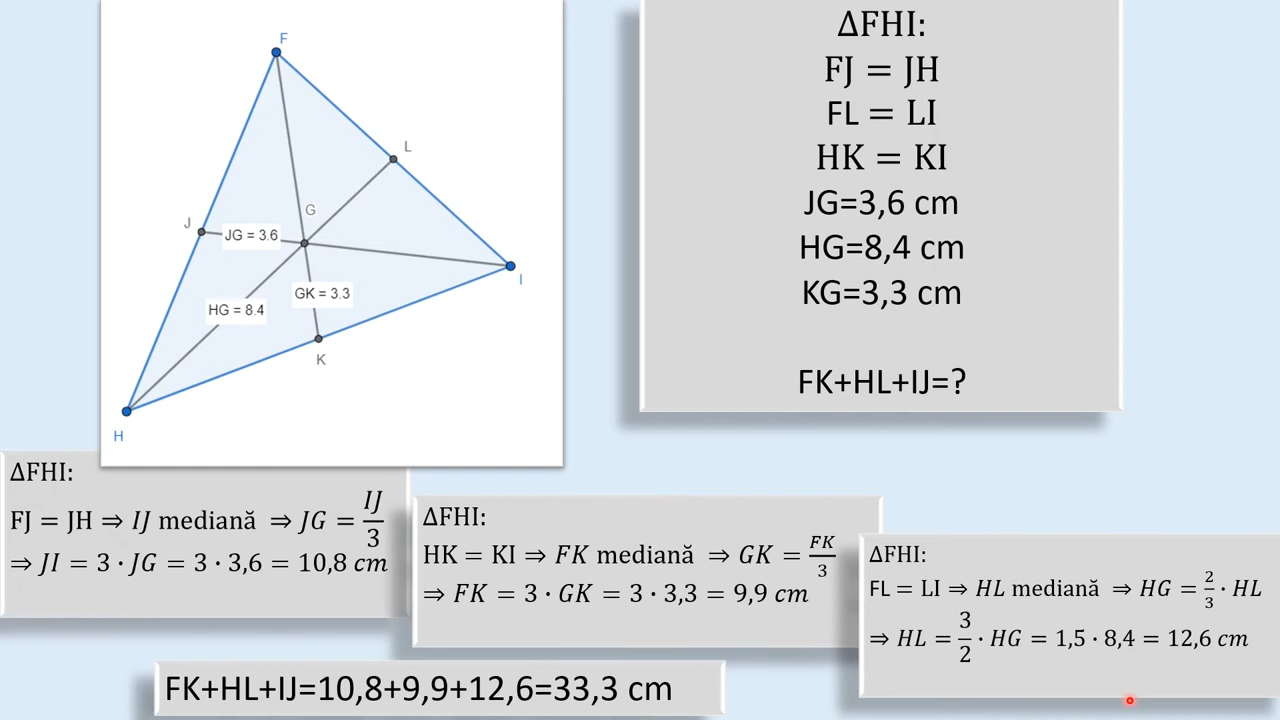 F
L
G
J
JG = 3.6
I
GK = 3.3
HG = 8.4
K
H
ΔFHI:
FJ = JH
FL = LI
HK = KI
JG=3,6 cm
HG=8,4 cm
KG=3,3 cm
FK+HL+IJ=?
ΔFHI:
FJ = JH ⇒ IJ mediană ⇒ JG = IJ/3
⇒ JI = 3 · JG = 3 · 3,6 = 10,8 cm
ΔFHI:
HK = KI ⇒ FK mediană ⇒ GK = FK/3
⇒ FK = 3 · GK = 3 · 3,3 = 9,9 cm
ΔFHI:
FL = LI ⇒ HL mediană ⇒ HG = 2/3 · HL
⇒ HL = 3/2 · HG = 1,5 · 8,4 = 12,6 cm
FK+HL+IJ=10,8+9,9+12,6=33,3 cm